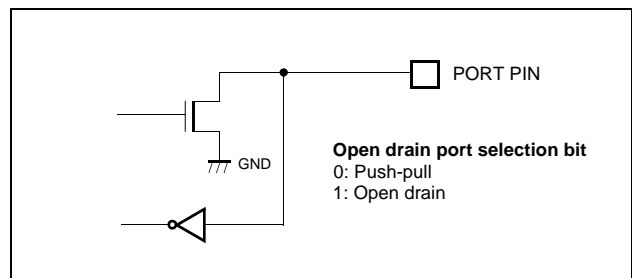 PORT PIN
GND
Open drain port selection bit
0: Push-pull
1: Open drain